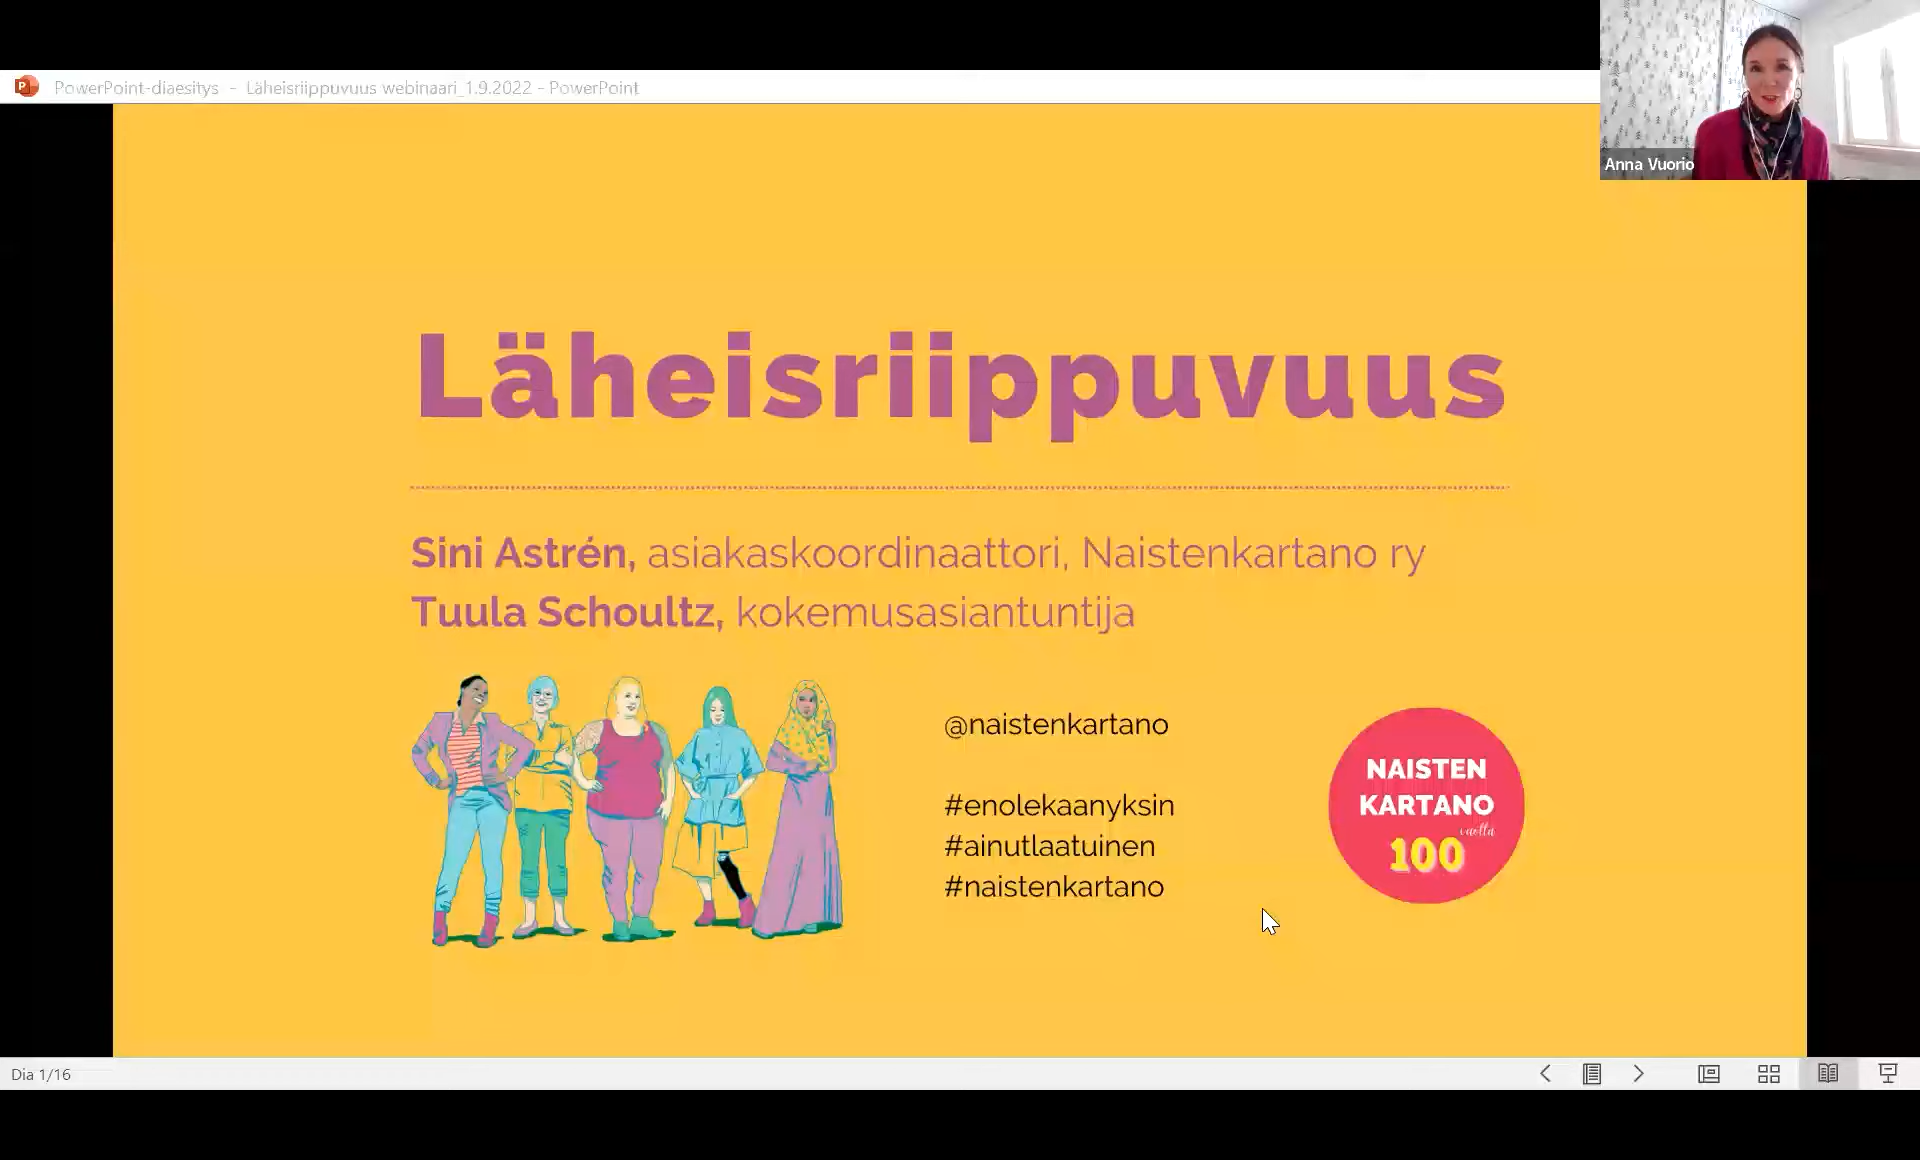 PowerPoint-diaesitys - Läheisriippuvuus webinaari_1.9.2022 - PowerPoint
Anna Vuorio
Läheisriippuvuus
Sini Astrén, asiakaskoordinaattori, Naistenkartano ry
Tuula Schoultz, kokemusasiantuntija
@naistenkartano
#enolekaanyksin
#ainutlaatuinen
#naistenkartano
NAISTEN
KARTANO
vuotta
100
Dia 1/16